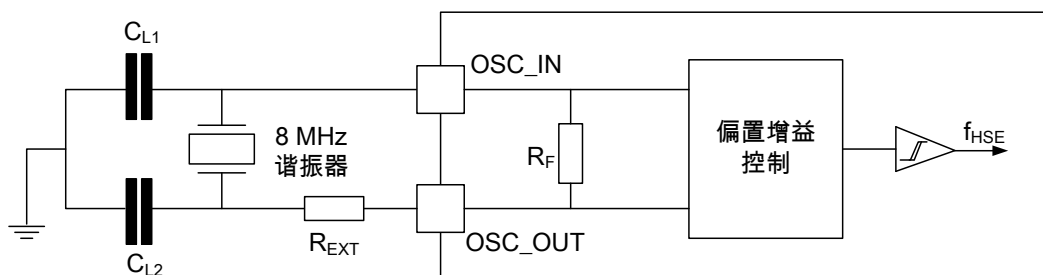 CL1
OSC_IN
8 MHz
谐振器
RF
偏置增益
控制
fHSE
REXT
OSC_OUT
CL2